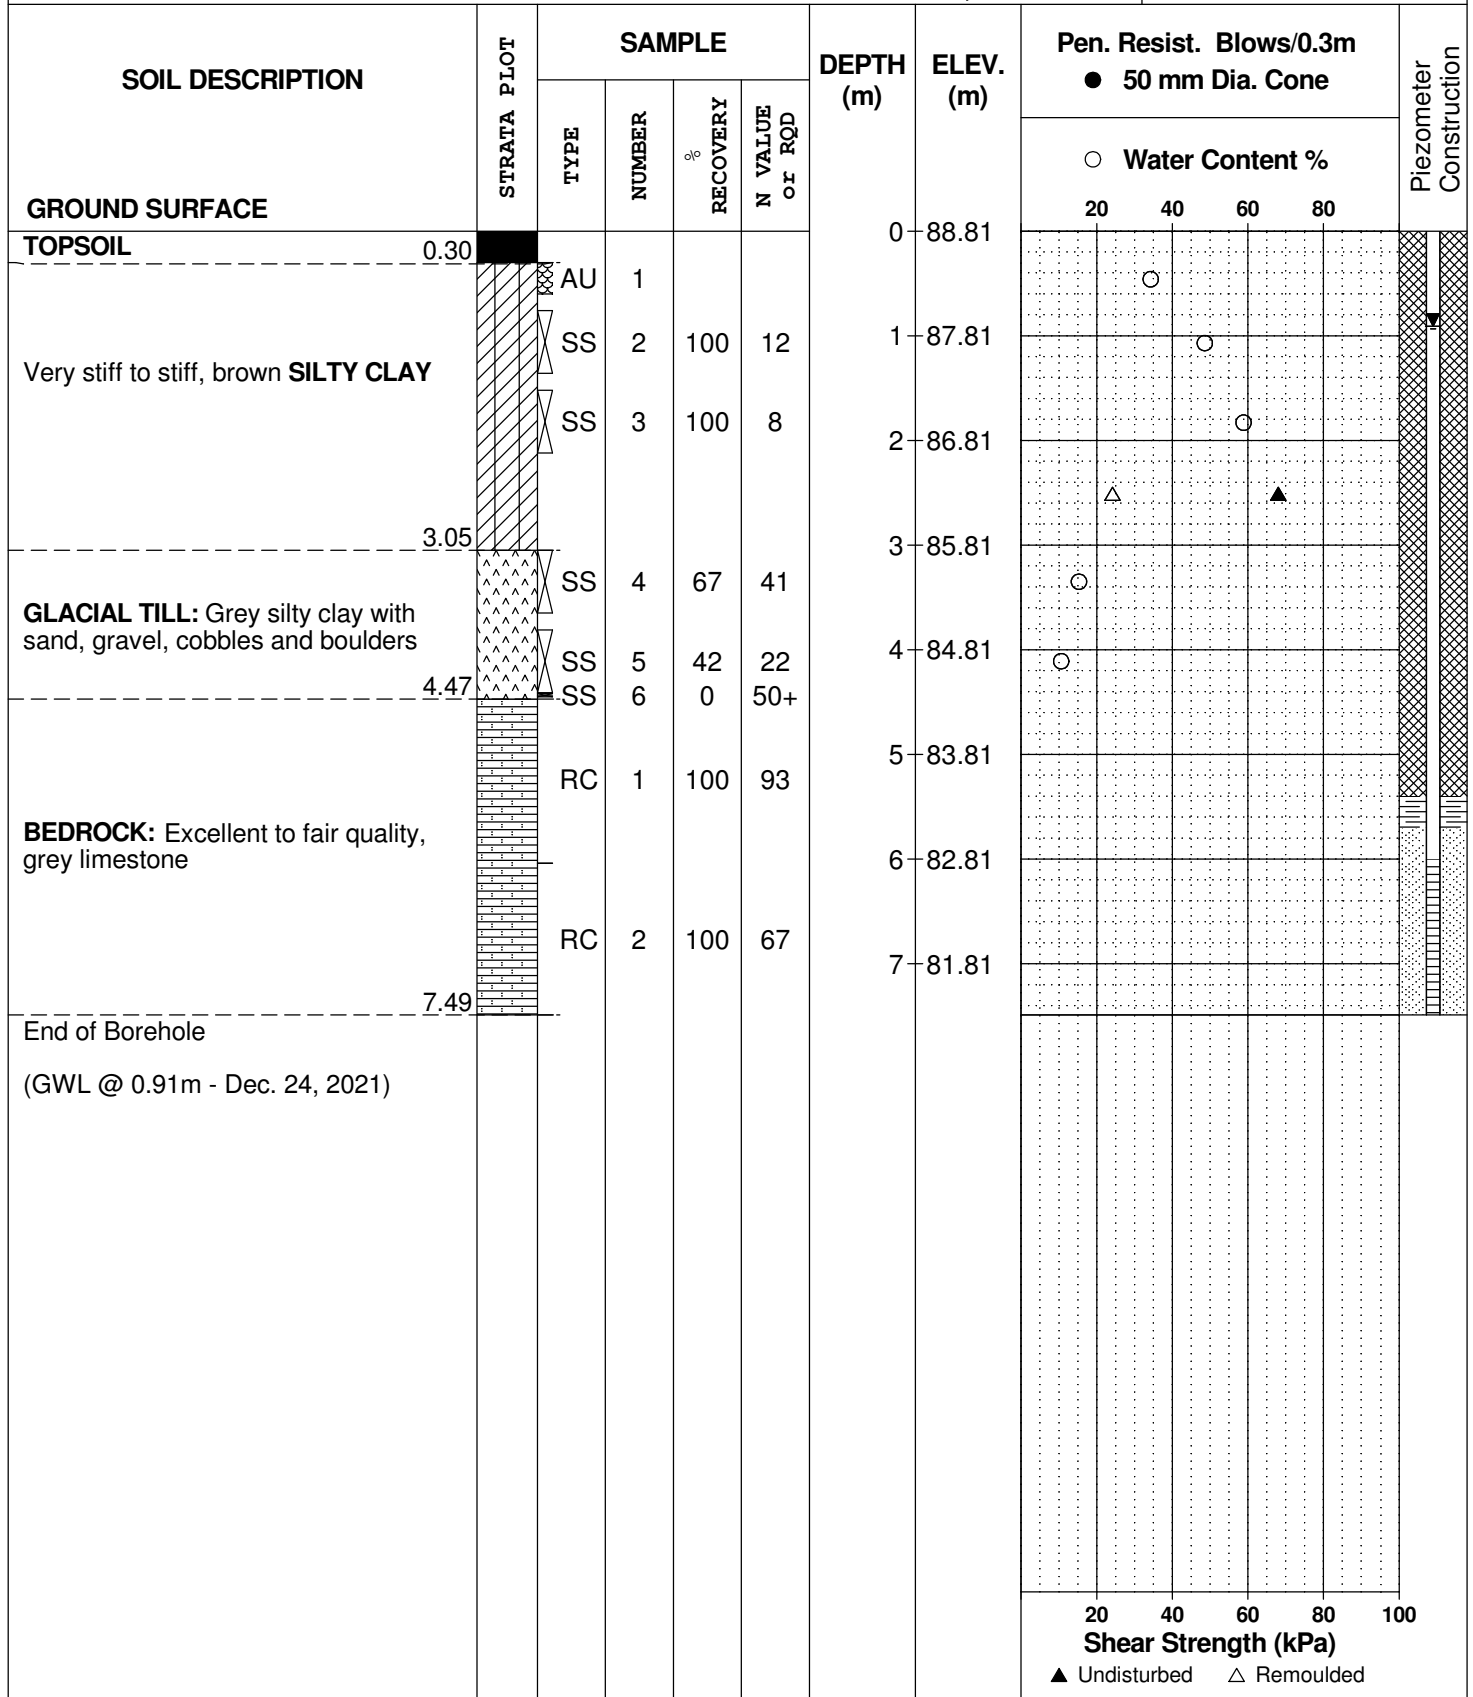 SOIL DESCRIPTION
GROUND SURFACE
STRATA PLOT
SAMPLE
TYPE
NUMBER
%
RECOVERY
N VALUE
or RQD
DEPTH
(m)
ELEV.
(m)
Pen. Resist. Blows/0.3m
● 50 mm Dia. Cone
○ Water Content %
20 40 60 80
Piezometer
Construction
TOPSOIL
0.30
0 88.81
AU 1
SS 2 100 12
1 87.81
Very stiff to stiff, brown SILTY CLAY
SS 3 100 8
2 86.81
3.05
3 85.81
SS 4 67 41
GLACIAL TILL: Grey silty clay with
sand, gravel, cobbles and boulders
4 84.81
SS 5 42 22
4.47
SS 6 0 50+
5 83.81
RC 1 100 93
BEDROCK: Excellent to fair quality,
grey limestone
6 82.81
RC 2 100 67
7 81.81
7.49
End of Borehole
(GWL @ 0.91m - Dec. 24, 2021)
20 40 60 80 100
Shear Strength (kPa)
▲ Undisturbed △ Remoulded